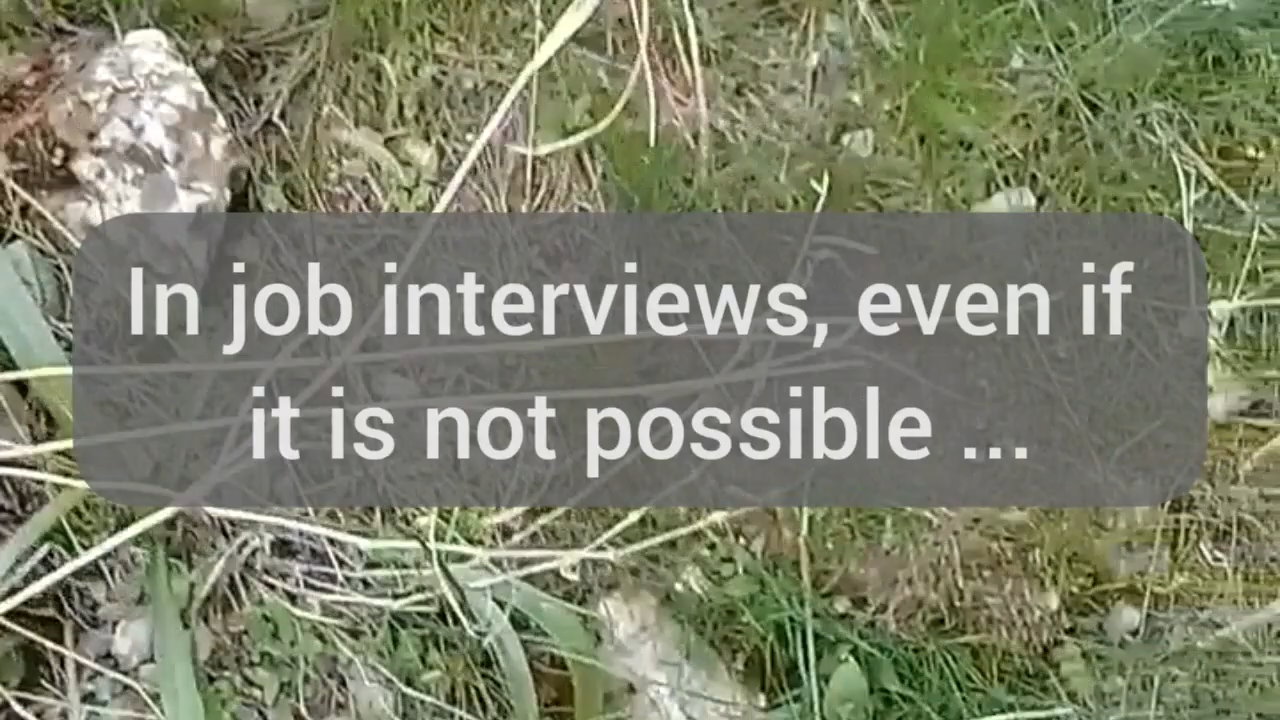 In job interviews, even if
it is not possible ...